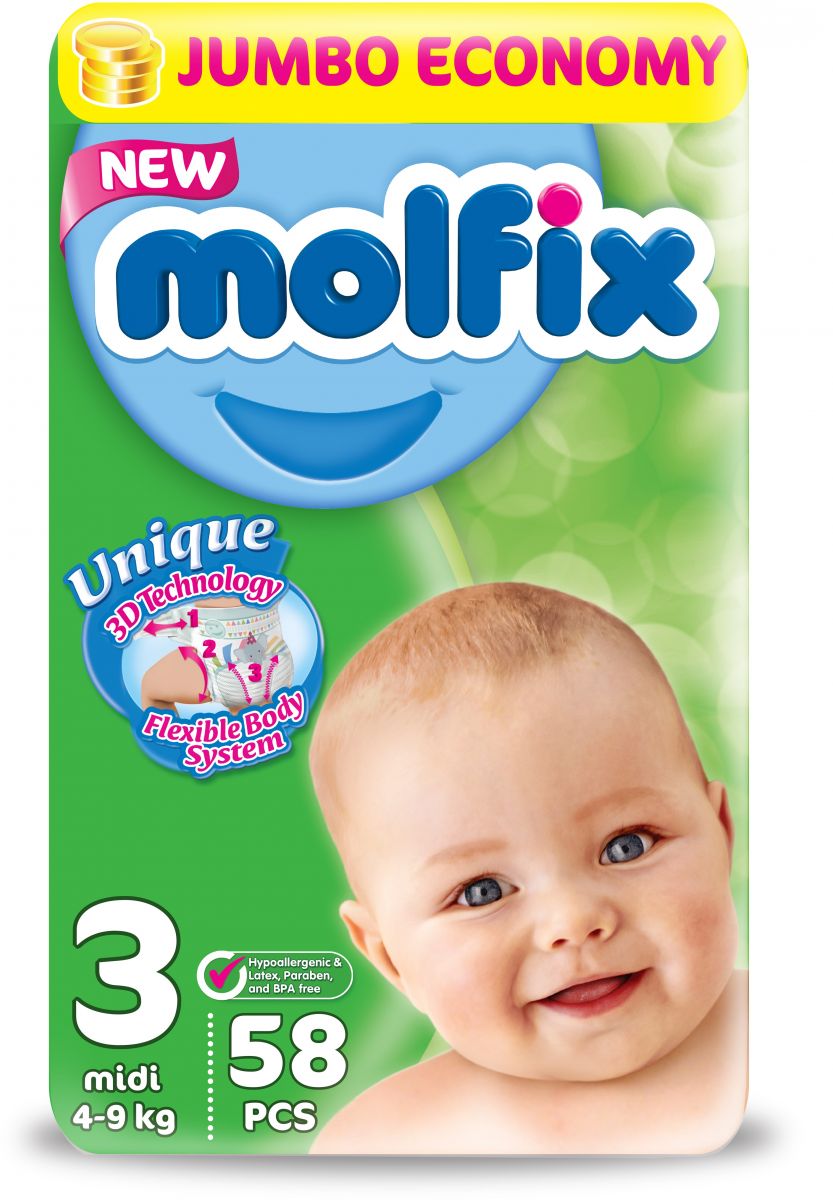 JUMBO ECONOMY
NEW
molfix
Unique
3D Technology
1
2
3
Flexible Body
System
3
midi
4-9 kg
Hypoallergenic &
Latex, Paraben,
and BPA free
58
PCS